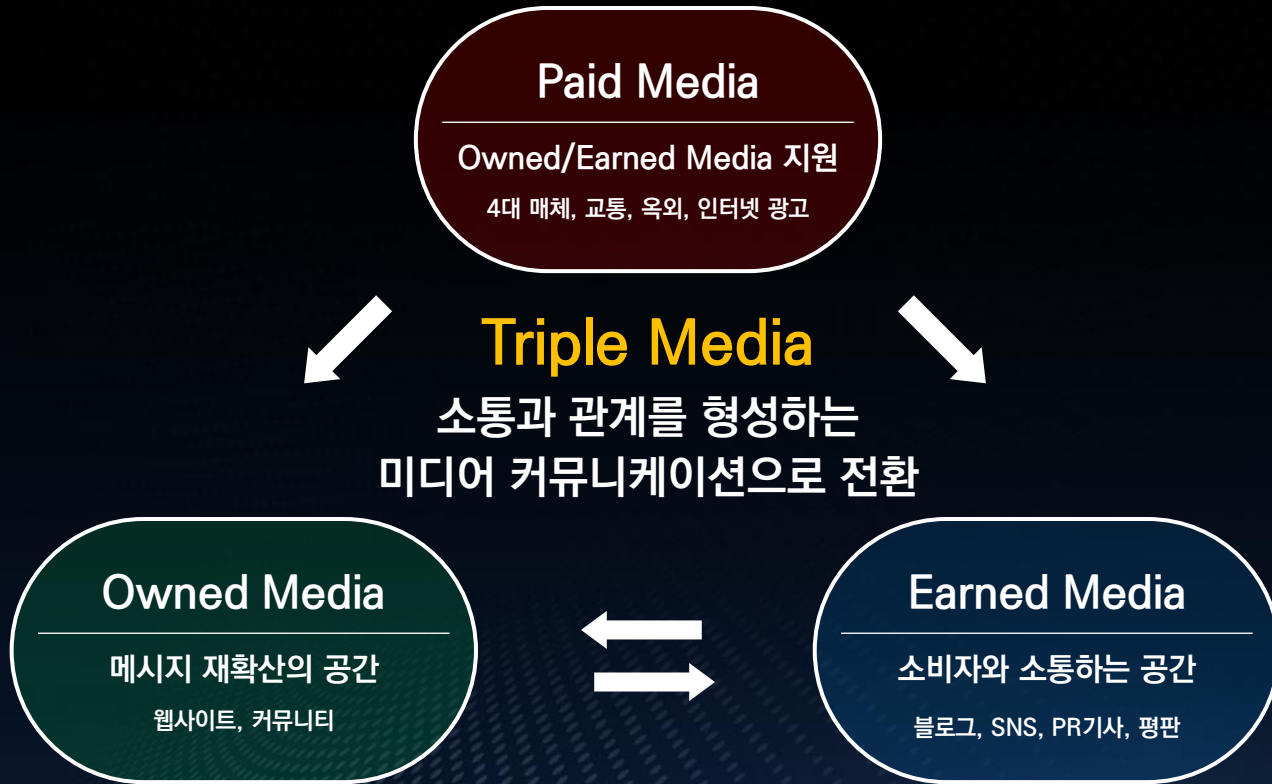 Paid Media
Owned/Earned Media 지원
4대 매체, 교통, 옥외, 인터넷 광고
Triple Media
소통과 관계를 형성하는
미디어 커뮤니케이션으로 전환
Owned Media
메시지 재확산의 공간
웹사이트, 커뮤니티
Earned Media
소비자와 소통하는 공간
블로그, SNS, PR기사, 평판